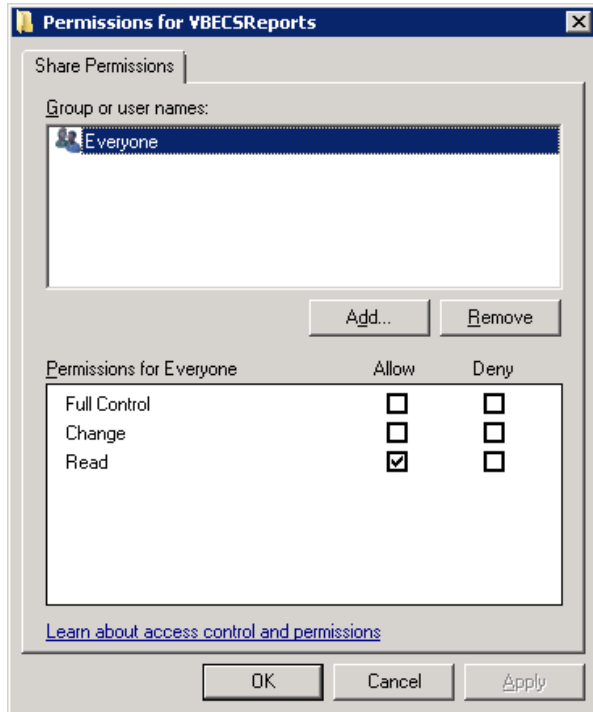 Permissions for VBECSReports
Share Permissions
Group or user names:
Everyone
Add... Remove
Permissions for Everyone Allow Deny
Full Control
Change
Read
Learn about access control and permissions
OK Cancel Apply